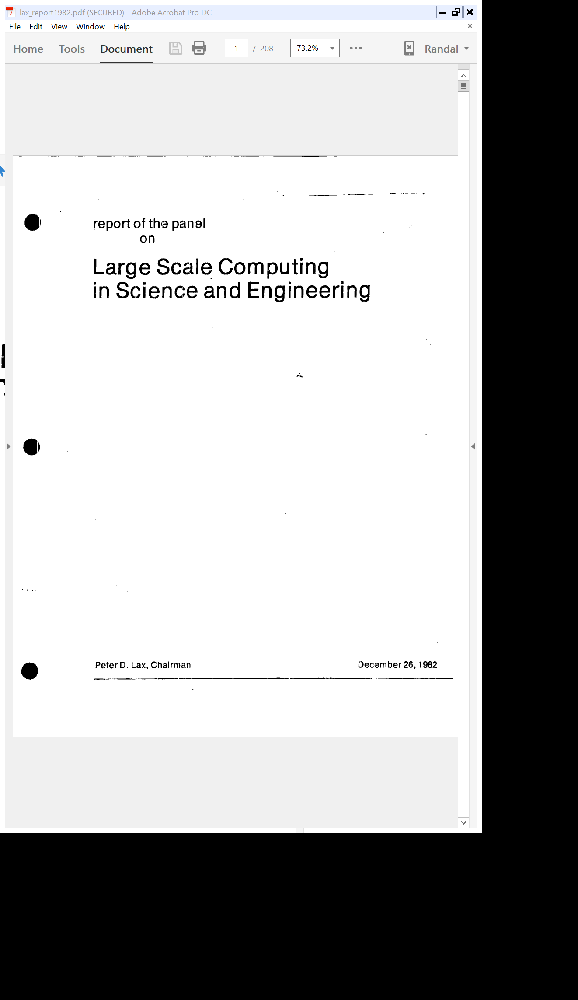 lax_report1982.pdf (SECURED) - Adobe Acrobat Pro DC
File Edit View Window Help
Home Tools Document 1 / 208 73.2% Randal
report of the panel
on
Large Scale Computing
in Science and Engineering
Peter D. Lax, Chairman December 26, 1982